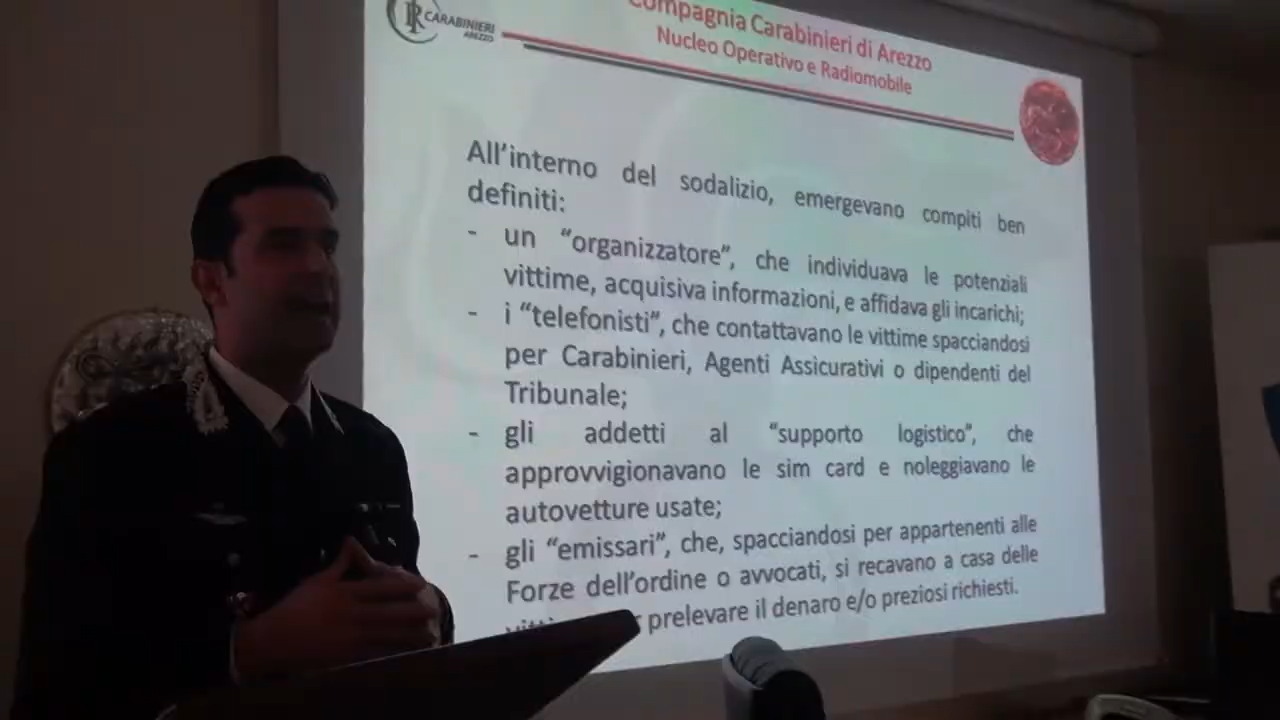 CARABINIERI
AREZZO
Compagnia Carabinieri di Arezzo
Nucleo Operativo e Radiomobile
All'interno del sodalizio, emergevano compiti ben
definiti:
- un "organizzatore", che individuava le potenziali
vittime, acquisiva informazioni, e affidava gli incarichi;
- i "telefonisti", che contattavano le vittime spacciandosi
per Carabinieri, Agenti Assicurativi o dipendenti del
Tribunale;
- gli addetti al "supporto logistico", che
approvvigionavano le sim card e noleggiavano le
autovetture usate;
- gli "emissari", che, spacciandosi per appartenenti alle
Forze dell'ordine o avvocati, si recavano a casa delle
prelevare il denaro e/o preziosi richiesti.